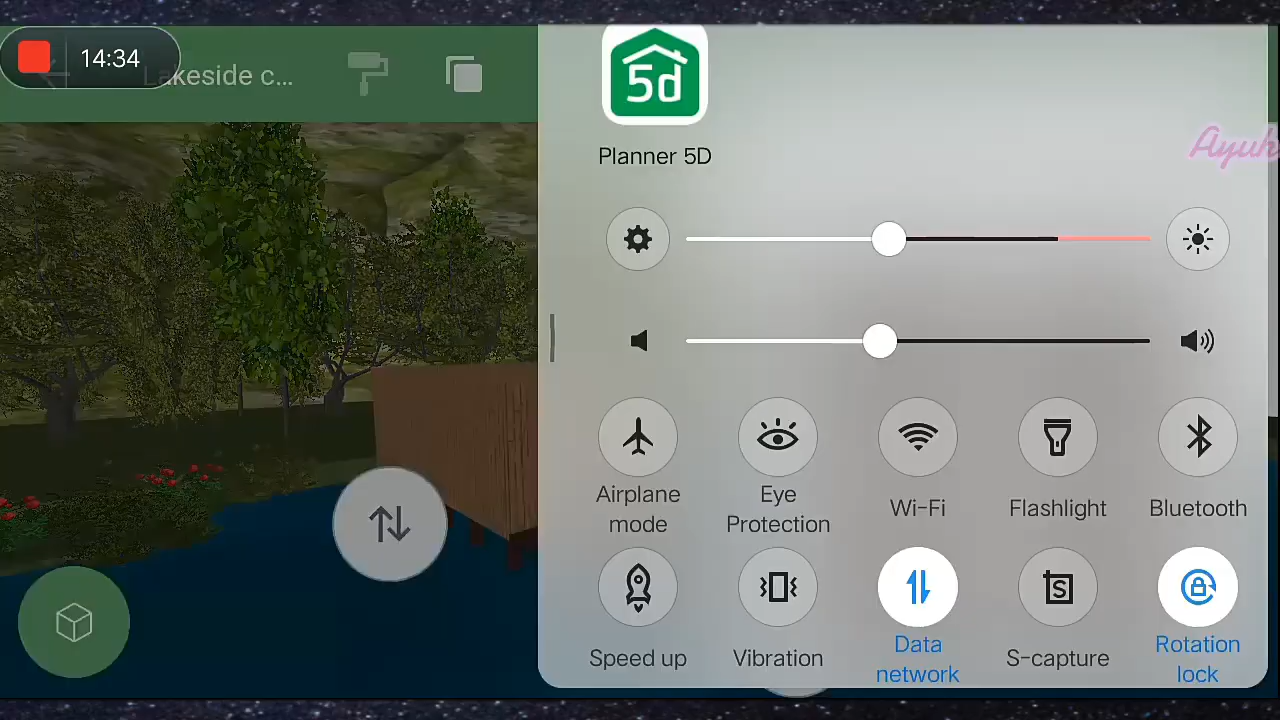 14:34
Lakeside c...
5d
Planner 5D
Ayuk
Airplane
mode
Eye
Protection
Wi-Fi
Flashlight
Bluetooth
Speed up
Vibration
Data
network
S-capture
Rotation
lock